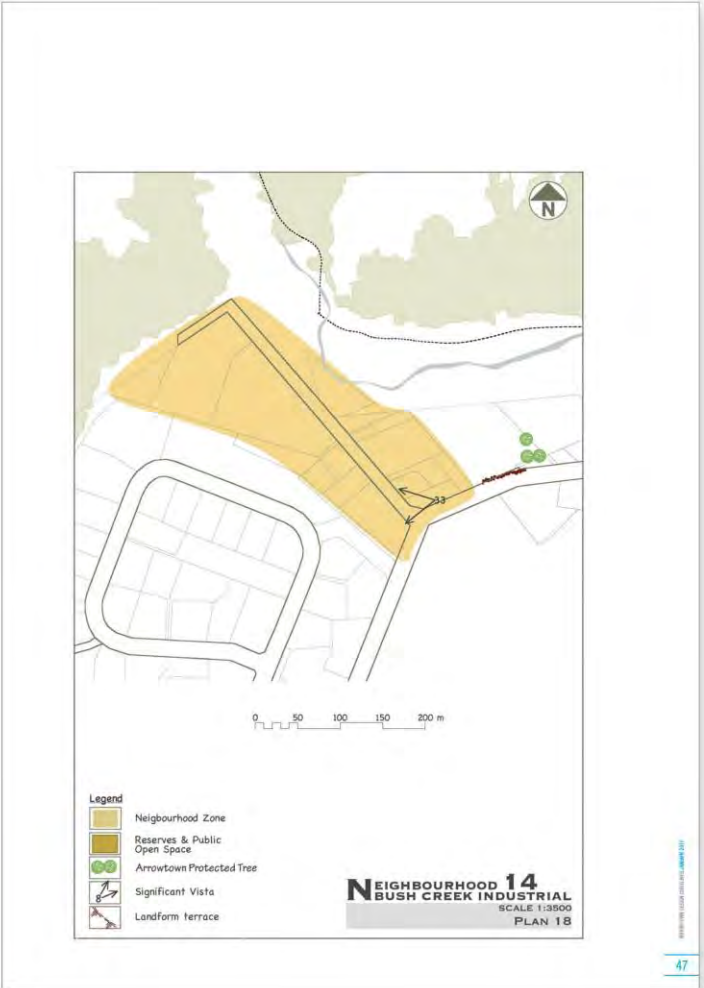 N
33
0 50 100 150 200 m
Legend
Neigbourhood Zone
Reserves & Public
Open Space
Arrowtown Protected Tree
8
Significant Vista
Landform terrace
NEIGHBOURHOOD 14
BUSH CREEK INDUSTRIAL
SCALE 1:3500
PLAN 18
47